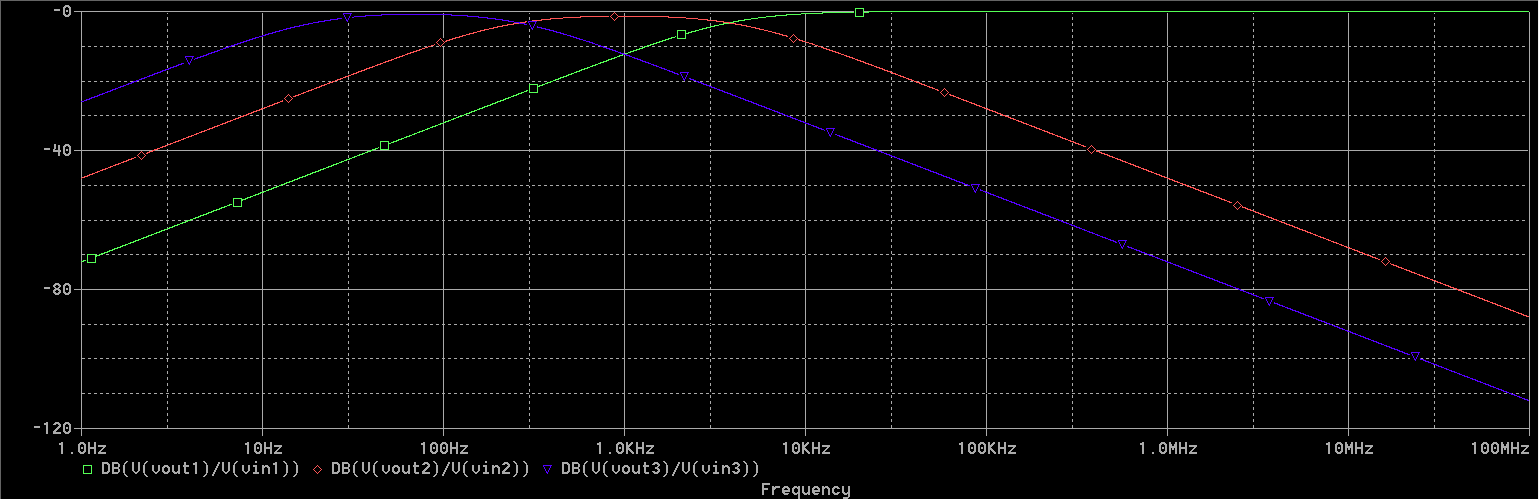 -0
-40
-80
-120
1.0Hz 10Hz 100Hz 1.0KHz 10KHz 100KHz 1.0MHz 10MHz 100MHz
DB(V(vout1)/V(vin1)) DB(V(vout2)/V(vin2)) DB(V(vout3)/V(vin3))
Frequency